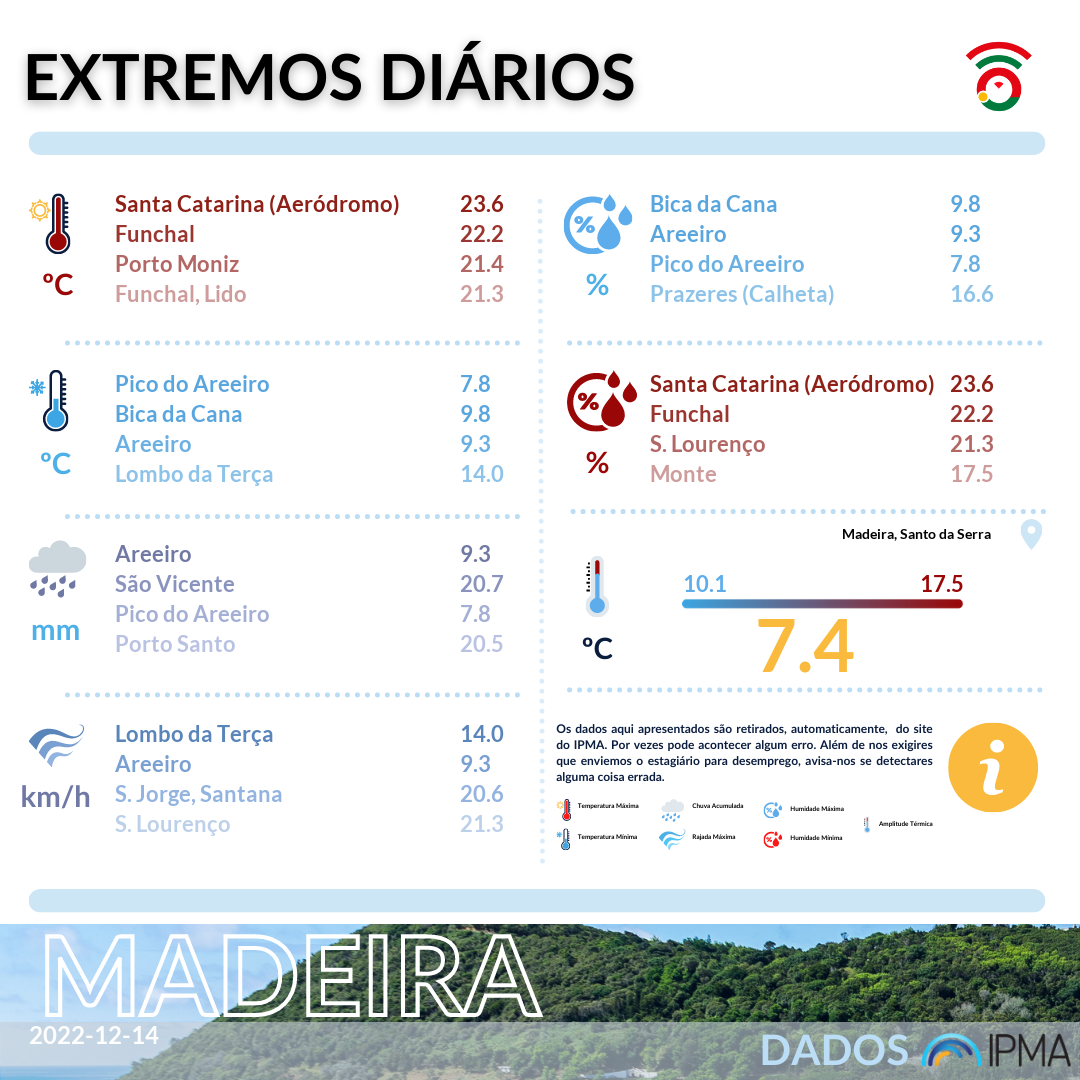 EXTREMOS DIÁRIOS
Santa Catarina (Aeródromo) 23.6
Funchal 22.2
Porto Moniz 21.4
Funchal, Lido 21.3
ºC
Pico do Areeiro 7.8
Bica da Cana 9.8
Areeiro 9.3
Lombo da Terça 14.0
ºC
Areeiro 9.3
São Vicente 20.7
Pico do Areeiro 7.8
Porto Santo 20.5
mm
Lombo da Terça 14.0
Areeiro 9.3
S. Jorge, Santana 20.6
S. Lourenço 21.3
km/h
%
Bica da Cana 9.8
Areeiro 9.3
Pico do Areeiro 7.8
Prazeres (Calheta) 16.6
%
%
Santa Catarina (Aeródromo) 23.6
Funchal 22.2
S. Lourenço 21.3
Monte 17.5
%
Madeira, Santo da Serra
10.1 17.5
7.4
ºC
Os dados aqui apresentados são retirados, automaticamente, do site
do IPMA. Por vezes pode acontecer algum erro. Além de nos exigires
que enviemos o estagiário para desemprego, avisa-nos se detectares
alguma coisa errada.
i
Temperatura Máxima Chuva Acumulada Humidade Máxima
Amplitude Térmica
Temperatura Mínima Rajada Máxima Humidade Mínima
MADEIRA
2022-12-14
DADOS IPMA